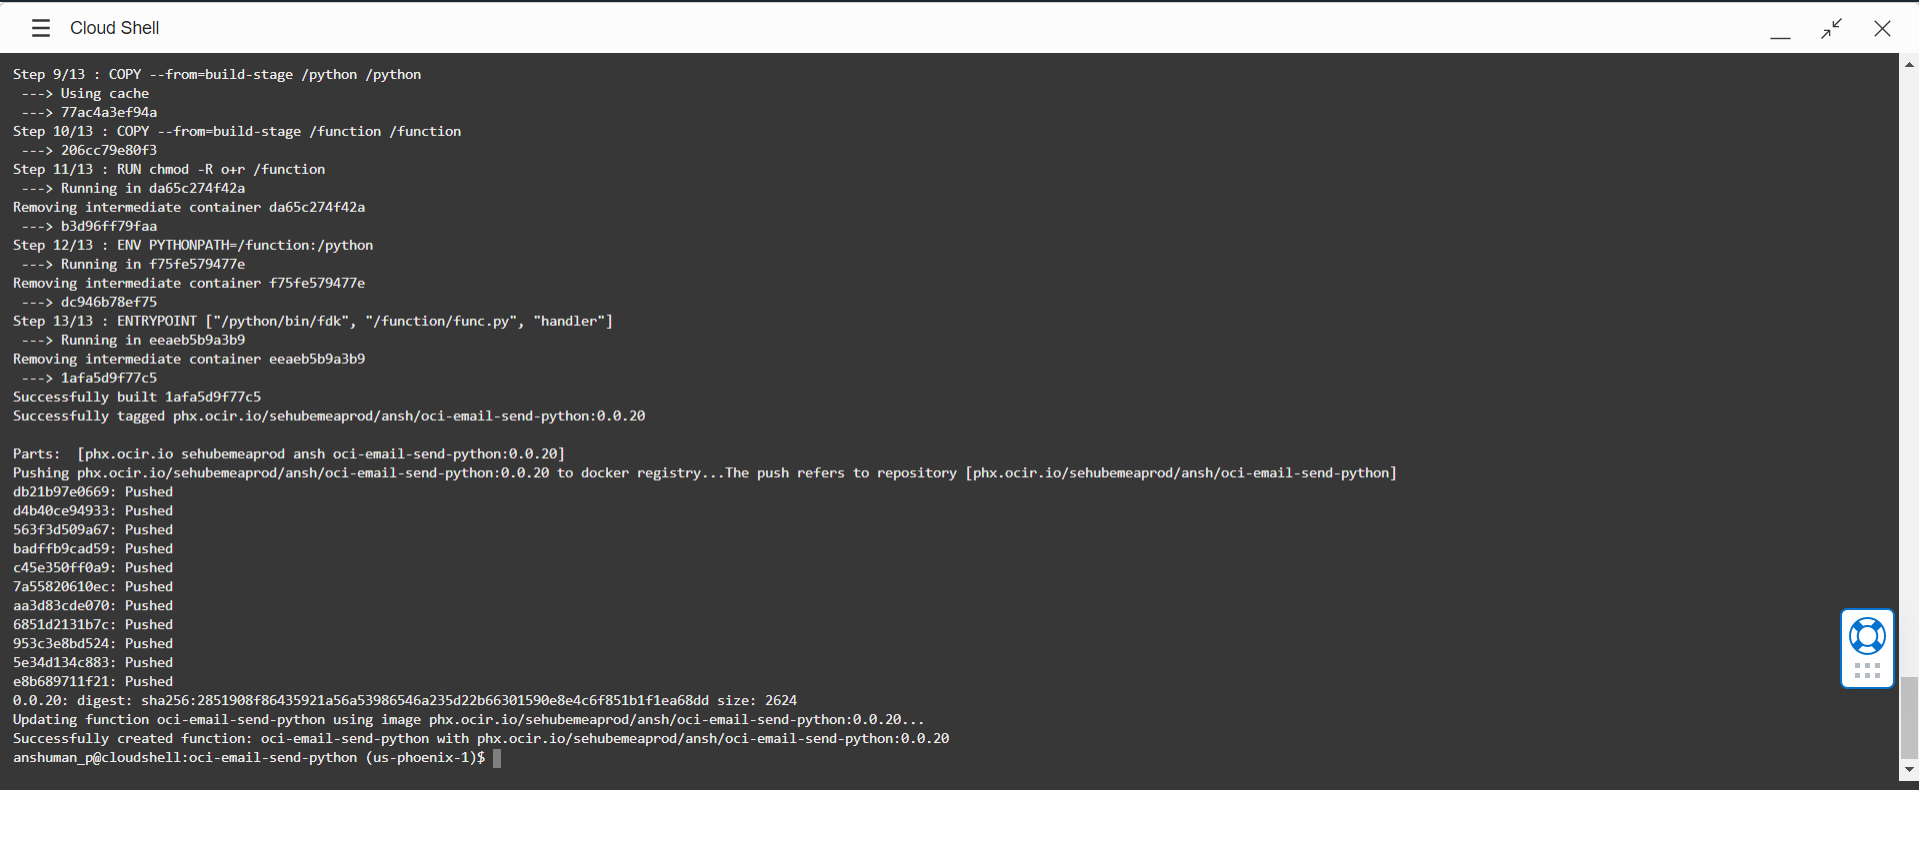 Cloud Shell
Step 9/13 : COPY --from=build-stage /python /python
 ---> Using cache
 ---> 77ac4a3ef94a
Step 10/13 : COPY --from=build-stage /function /function
 ---> 206cc79e80f3
Step 11/13 : RUN chmod -R o+r /function
 ---> Running in da65c274f42a
Removing intermediate container da65c274f42a
 ---> b3d96ff79faa
Step 12/13 : ENV PYTHONPATH=/function:/python
 ---> Running in f75fe579477e
Removing intermediate container f75fe579477e
 ---> dc946b78ef75
Step 13/13 : ENTRYPOINT ["/python/bin/fdk", "/function/func.py", "handler"]
 ---> Running in eeaeb5b9a3b9
Removing intermediate container eeaeb5b9a3b9
 ---> 1afa5d9f77c5
Successfully built 1afa5d9f77c5
Successfully tagged phx.ocir.io/sehubemeaprod/ansh/oci-email-send-python:0.0.20
Parts:  [phx.ocir.io sehubemeaprod ansh oci-email-send-python:0.0.20]
Pushing phx.ocir.io/sehubemeaprod/ansh/oci-email-send-python:0.0.20 to docker registry...The push refers to repository [phx.ocir.io/sehubemeaprod/ansh/oci-email-send-python]
db21b97e0669: Pushed
d4b40ce94933: Pushed
563f3d509a67: Pushed
badffb9cad59: Pushed
c45e350ff0a9: Pushed
7a55820610ec: Pushed
aa3d83cde070: Pushed
6851d2131b7c: Pushed
953c3e8bd524: Pushed
5e34d134c883: Pushed
e8b689711f21: Pushed
0.0.20: digest: sha256:2851908f86435921a56a53986546a235d22b66301590e8e4c6f851b1f1ea68dd size: 2624
Updating function oci-email-send-python using image phx.ocir.io/sehubemeaprod/ansh/oci-email-send-python:0.0.20...
Successfully created function: oci-email-send-python with phx.ocir.io/sehubemeaprod/ansh/oci-email-send-python:0.0.20
anshuman_p@cloudshell:oci-email-send-python (us-phoenix-1)$